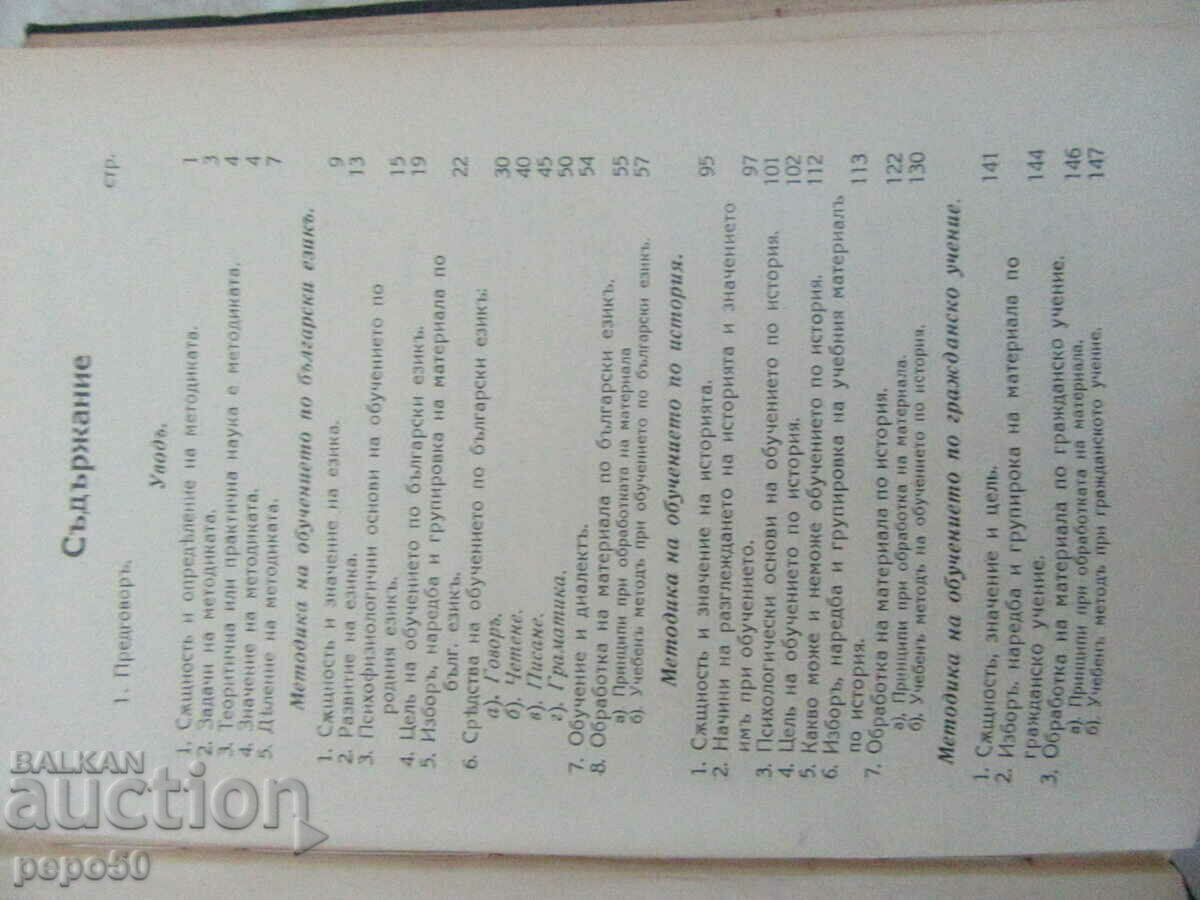 Съдържание
стр.
1. Предговоръ.
Уводъ.
1. Сѫщность и опредѣление на методиката. 1
2. Задачи на методиката. 3
3. Теоритична или практична наука е методиката. 4
4. Значение на методиката. 4
5. Дѣление на методиката. 7
Методика на обучението по български езикъ.
1. Сѫщность и значение на езика. 9
2. Развитие на езика. 13
3. Психофизиологични основи на обучението по
родния езикъ. 15
4. Цель на обучението по български езикъ. 19
5. Изборъ, наредба и групировка на материала по
бълг. езикъ. 22
6. Срѣдства на обучението по български езикъ:
а). Говоръ. 30
б). Четене. 40
в). Писане. 45
г). Граматика. 50
7. Обучение и диалектъ. 54
8. Обработка на материала по български езикъ.
а) Принципи при обработката на материала 55
б) Учебенъ методъ при обучението по български езикъ. 57
Методика на обучението по история.
1. Сѫщность и значение на историята. 95
2. Начини на разглеждането на историята и значението
имъ при обучението. 97
3. Психологически основи на обучението по история. 101
4. Цель на обучението по история. 102
5. Какво може и неможе обучението по история. 112
6. Изборъ, наредба и групировка на учебния материалъ
по история. 113
7. Обработка на материала по история.
а). Принципи при обработка на материала. 122
б). Учебенъ методъ на обучението по история. 130
Методика на обучението по гражданско учение.
1. Сѫщность, значение и цель. 141
2. Изборъ, наредба и групирока на материала по
гражданско учение. 144
3. Обработка на материала по гражданско учение.
а). Принципи при обработката на материала. 146
б). Учебенъ методъ при гражданското учение. 147
BALKAN
auction
pepo50